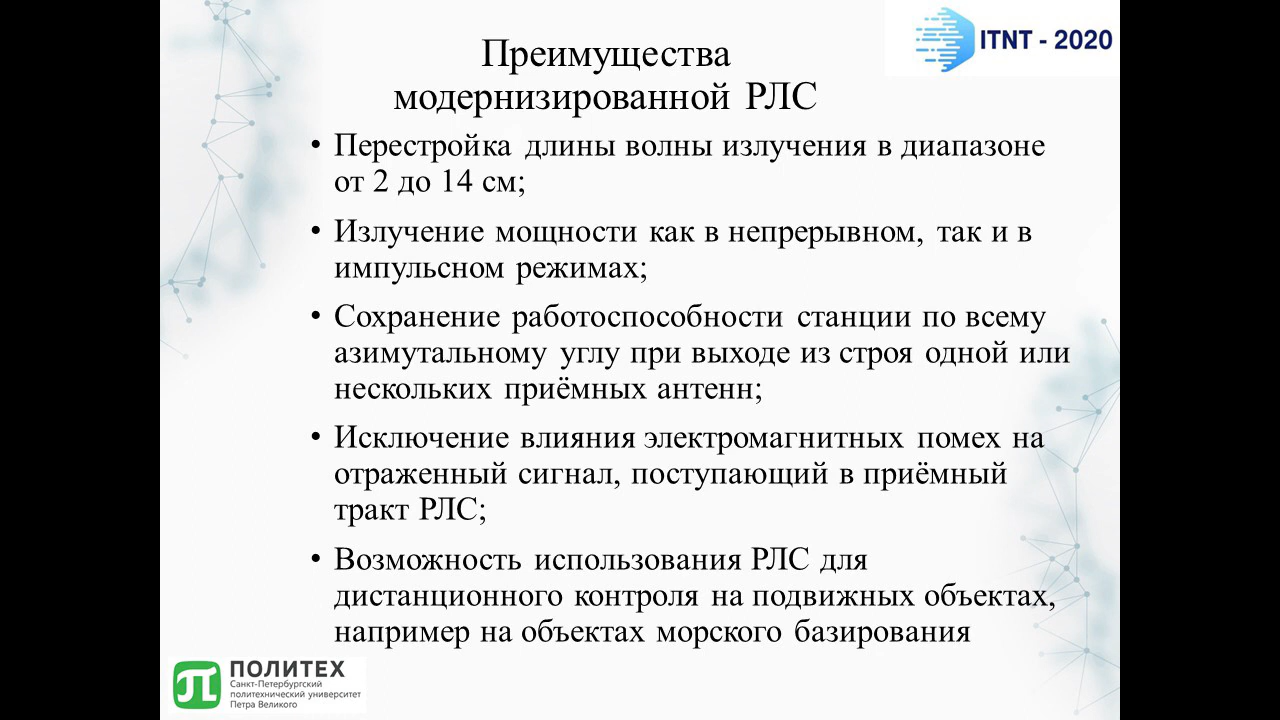 ITNT - 2020
Преимущества
модернизированной РЛС
• Перестройка длины волны излучения в диапазоне
от 2 до 14 см;
• Излучение мощности как в непрерывном, так и в
импульсном режимах;
• Сохранение работоспособности станции по всему
азимутальному углу при выходе из строя одной или
нескольких приёмных антенн;
• Исключение влияния электромагнитных помех на
отраженный сигнал, поступающий в приёмный
тракт РЛС;
• Возможность использования РЛС для
дистанционного контроля на подвижных объектах,
например на объектах морского базирования
ПОЛИТЕХ
Санкт-Петербургский
политехнический университет
Петра Великого